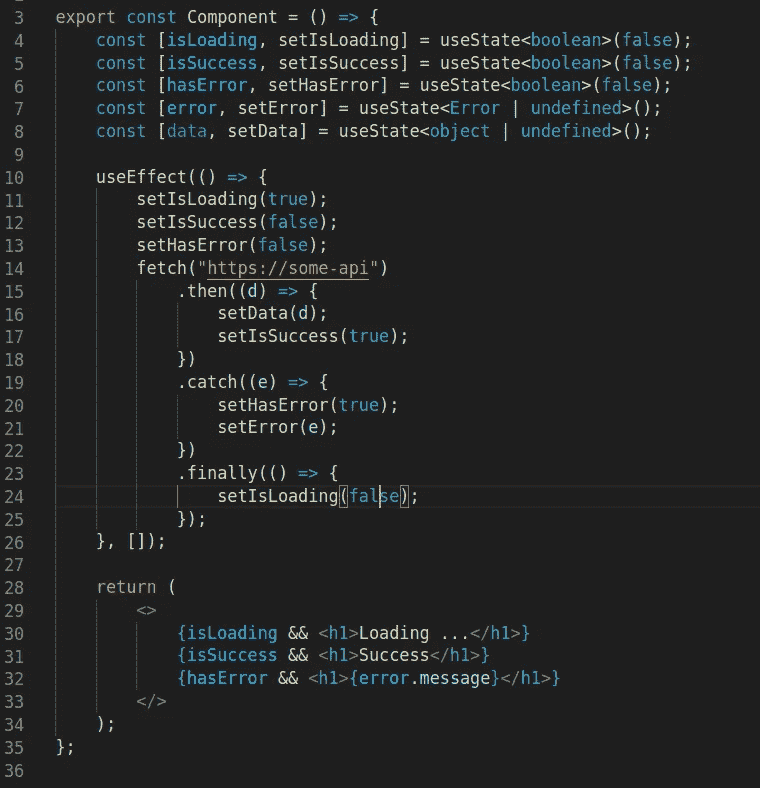 3 export const Component = () => {
4 const [isLoading, setIsLoading] = useState<boolean>(false);
5 const [isSuccess, setIsSuccess] = useState<boolean>(false);
6 const [hasError, setHasError] = useState<boolean>(false);
7 const [error, setError] = useState<Error | undefined>();
8 const [data, setData] = useState<object | undefined>();
9
10 useEffect(() => {
11 setIsLoading(true);
12 setIsSuccess(false);
13 setHasError(false);
14 fetch("https://some-api")
15 .then((d) => {
16 setData(d);
17 setIsSuccess(true);
18 })
19 .catch((e) => {
20 setHasError(true);
21 setError(e);
22 })
23 .finally(() => {
24 setIsLoading(false);
25 });
26 }, []);
27
28 return (
29 <>
30 {isLoading && <h1>Loading ...</h1>}
31 {isSuccess && <h1>Success</h1>}
32 {hasError && <h1>{error.message}</h1>}
33 </>
34 );
35 };
36